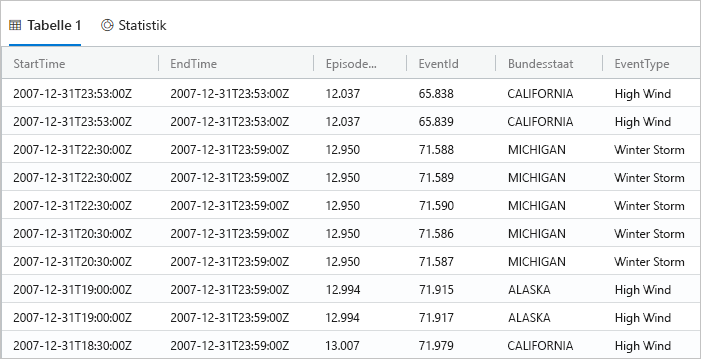 Tabelle 1 Statistik
StartTime EndTime Episode... EventId Bundesstaat EventType
2007-12-31T23:53:00Z 2007-12-31T23:53:00Z 12.037 65.838 CALIFORNIA High Wind
2007-12-31T23:53:00Z 2007-12-31T23:53:00Z 12.037 65.839 CALIFORNIA High Wind
2007-12-31T22:30:00Z 2007-12-31T23:59:00Z 12.950 71.588 MICHIGAN Winter Storm
2007-12-31T22:30:00Z 2007-12-31T23:59:00Z 12.950 71.589 MICHIGAN Winter Storm
2007-12-31T22:30:00Z 2007-12-31T23:59:00Z 12.950 71.590 MICHIGAN Winter Storm
2007-12-31T20:30:00Z 2007-12-31T23:59:00Z 12.950 71.586 MICHIGAN Winter Storm
2007-12-31T20:30:00Z 2007-12-31T23:59:00Z 12.950 71.587 MICHIGAN Winter Storm
2007-12-31T19:00:00Z 2007-12-31T23:59:00Z 12.994 71.915 ALASKA High Wind
2007-12-31T19:00:00Z 2007-12-31T23:59:00Z 12.994 71.917 ALASKA High Wind
2007-12-31T18:30:00Z 2007-12-31T23:59:00Z 13.007 71.979 CALIFORNIA High Wind